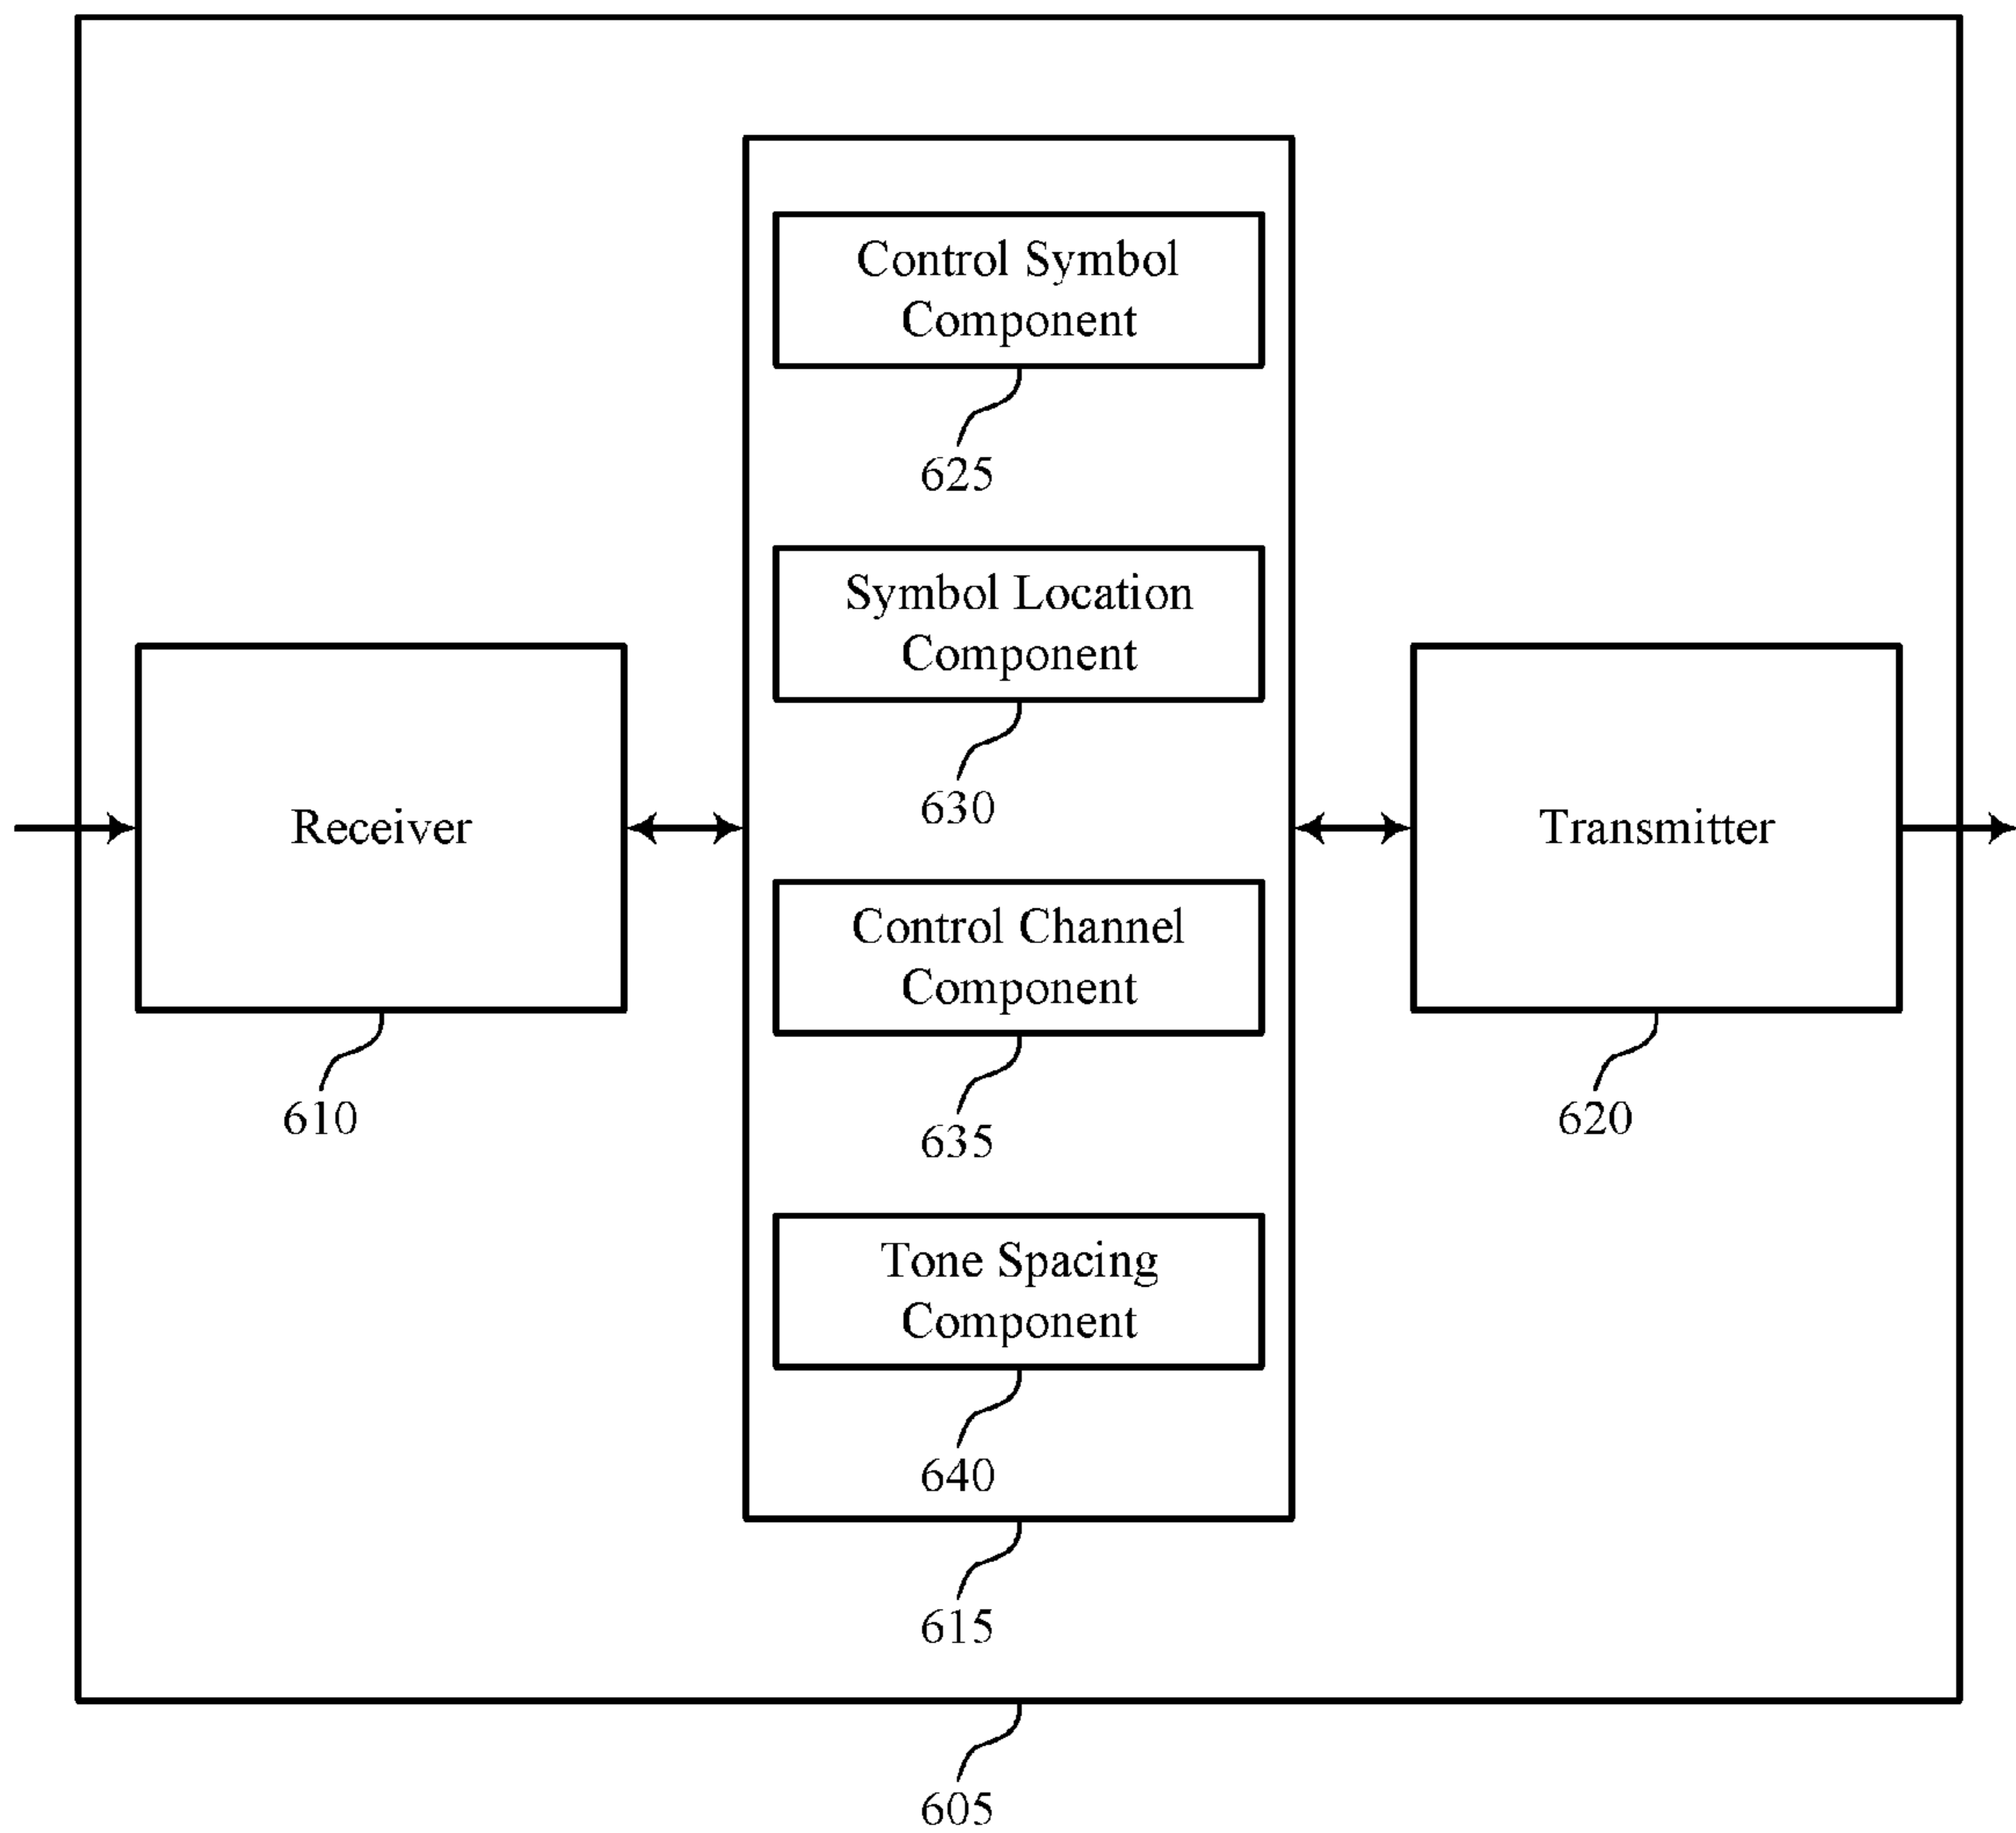 Control Symbol
Component
625
Symbol Location
Component
630
Receiver
610
Control Channel
Component
635
Transmitter
620
Tone Spacing
Component
640
615
605